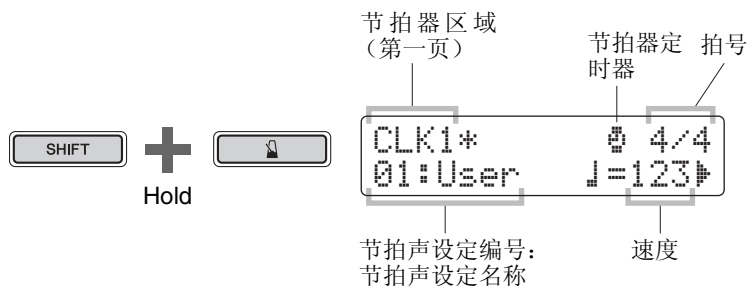 节拍器区域
（第一页）
节拍器定
时器
拍号
SHIFT
Hold
CLK1* 4/4
01:User ♩=123▶
节拍声设定编号：
节拍声设定名称
速度